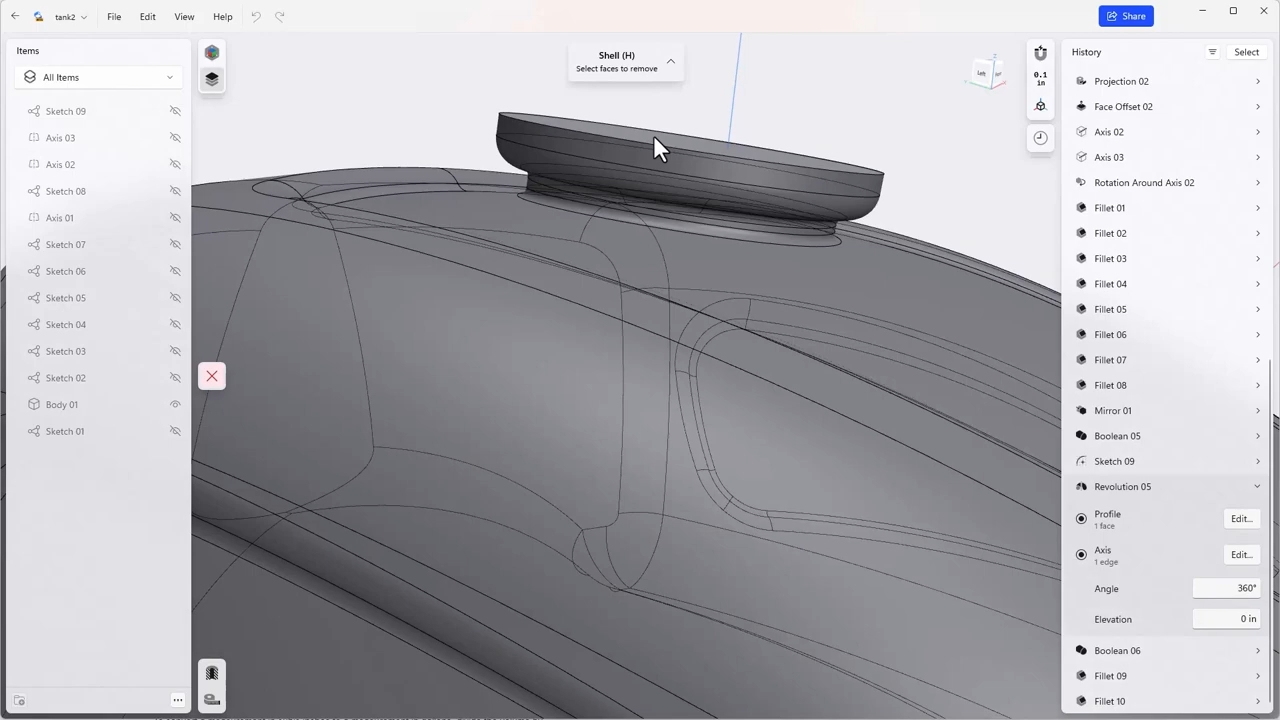 tank2
File
Edit
View
Help
Share
Items
All Items
Sketch 09
Axis 03
Axis 02
Sketch 08
Axis 01
Sketch 07
Sketch 06
Sketch 05
Sketch 04
Sketch 03
Sketch 02
Body 01
Sketch 01
Shell (H)
Select faces to remove
Left
0.1
in
History
Select
Projection 02
Face Offset 02
Axis 02
Axis 03
Rotation Around Axis 02
Fillet 01
Fillet 02
Fillet 03
Fillet 04
Fillet 05
Fillet 06
Fillet 07
Fillet 08
Mirror 01
Boolean 05
Sketch 09
Revolution 05
Profile
1 face
Edit...
Axis
1 edge
Edit...
Angle
360°
Elevation
0 in
Boolean 06
Fillet 09
Fillet 10